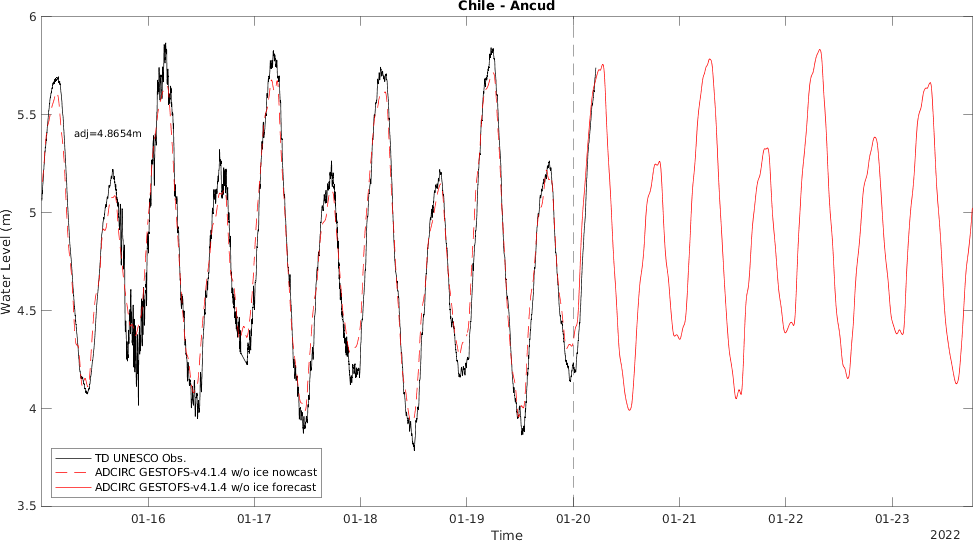 Chile - Ancud
6
5.5
5
4.5
4
3.5
Water Level (m)
adj=4.8654m
TD UNESCO Obs.
ADCIRC GESTOFS-v4.1.4 w/o ice nowcast
ADCIRC GESTOFS-v4.1.4 w/o ice forecast
01-16 01-17 01-18 01-19 01-20 01-21 01-22 01-23
Time
2022